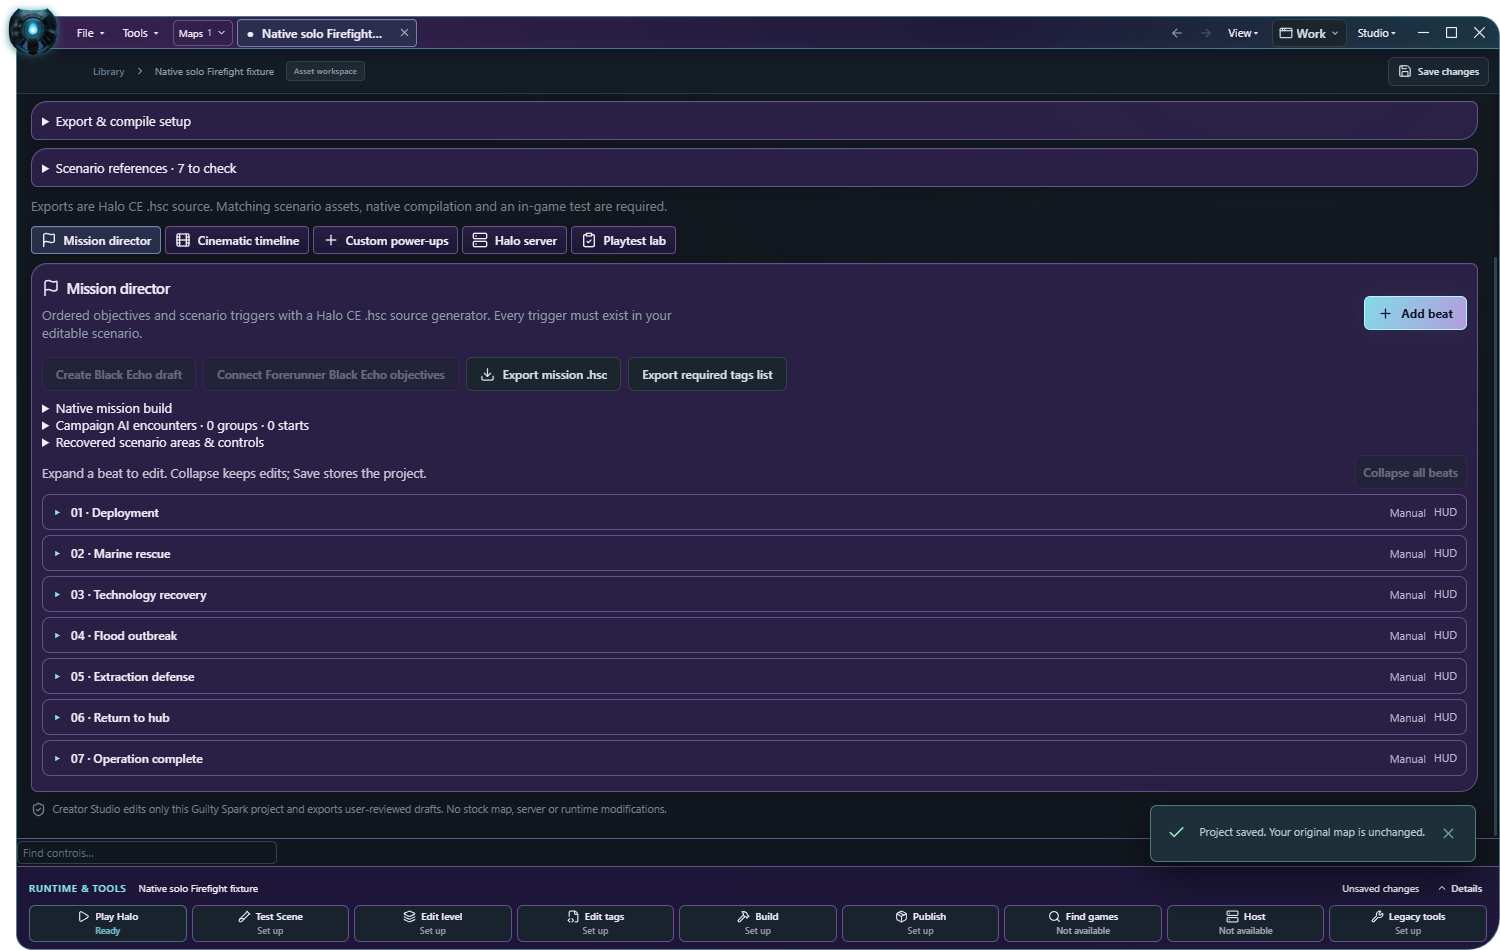 File
Tools
Maps 1
Native solo Firefight...
View
Work
Studio
Library
Native solo Firefight fixture
Asset workspace
Save changes
Export & compile setup
Scenario references · 7 to check
Exports are Halo CE .hsc source. Matching scenario assets, native compilation and an in-game test are required.
Mission director
Cinematic timeline
Custom power-ups
Halo server
Playtest lab
Mission director
Ordered objectives and scenario triggers with a Halo CE .hsc source generator. Every trigger must exist in your
editable scenario.
Add beat
Create Black Echo draft
Connect Forerunner Black Echo objectives
Export mission .hsc
Export required tags list
Native mission build
Campaign AI encounters · 0 groups · 0 starts
Recovered scenario areas & controls
Expand a beat to edit. Collapse keeps edits; Save stores the project.
Collapse all beats
01 · Deployment Manual HUD
02 · Marine rescue Manual HUD
03 · Technology recovery Manual HUD
04 · Flood outbreak Manual HUD
05 · Extraction defense Manual HUD
06 · Return to hub Manual HUD
07 · Operation complete Manual HUD
Creator Studio edits only this Guilty Spark project and exports user-reviewed drafts. No stock map, server or runtime modifications.
Project saved. Your original map is unchanged.
Find controls...
RUNTIME & TOOLS
Native solo Firefight fixture
Unsaved changes
Details
Play Halo
Ready
Test Scene
Set up
Edit level
Set up
Edit tags
Set up
Build
Set up
Publish
Set up
Find games
Not available
Host
Not available
Legacy tools
Set up